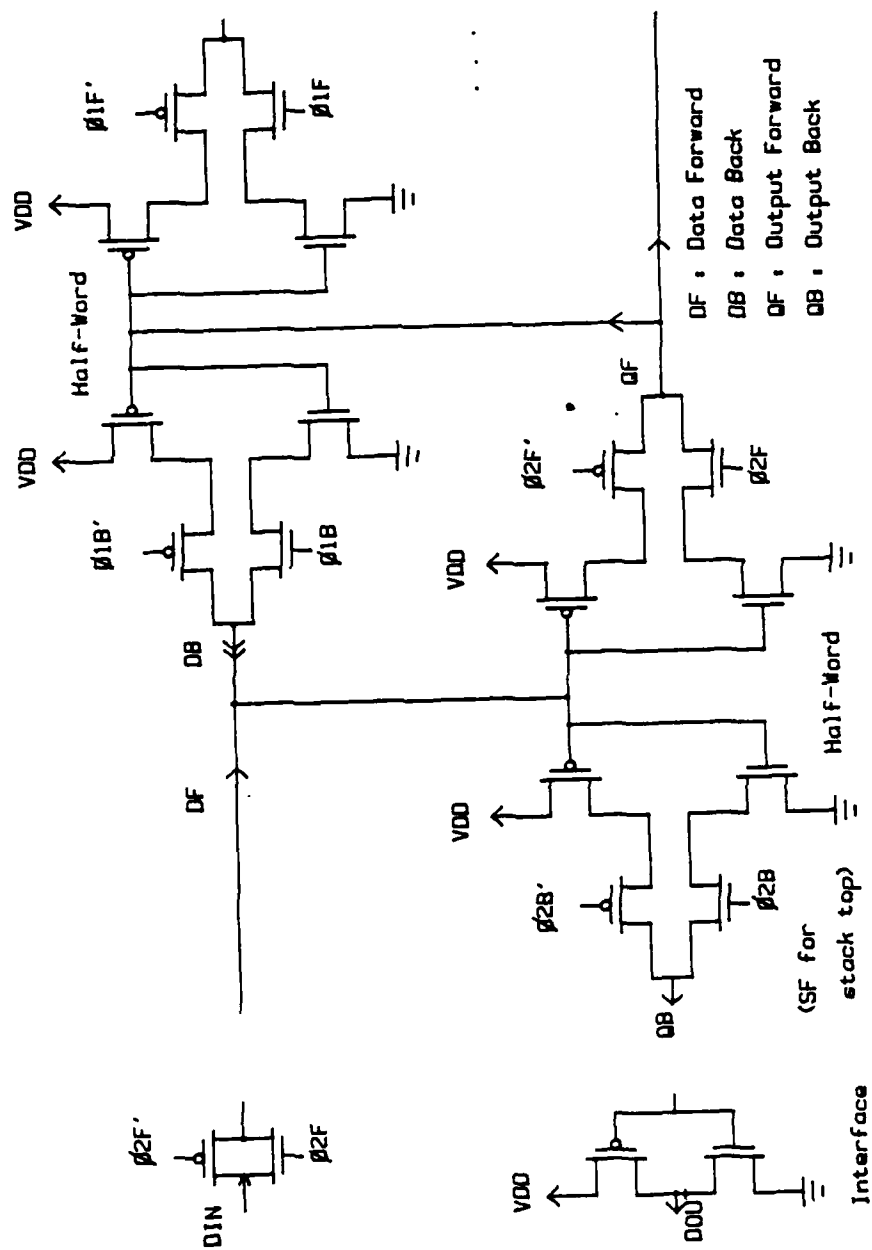 Ø1F'
Ø1F
VDD
Half-Word
VDD
Ø1B'
Ø1B
DB
DF
DF : Data Forward
DB : Data Back
QF : Output Forward
QB : Output Back
QF
Ø2F'
Ø2F
VDD
Half-Word
VDD
Ø2B'
Ø2B
QB
(SF for
stack top)
Ø2F'
Ø2F
DIN
VDD
DOU
Interface